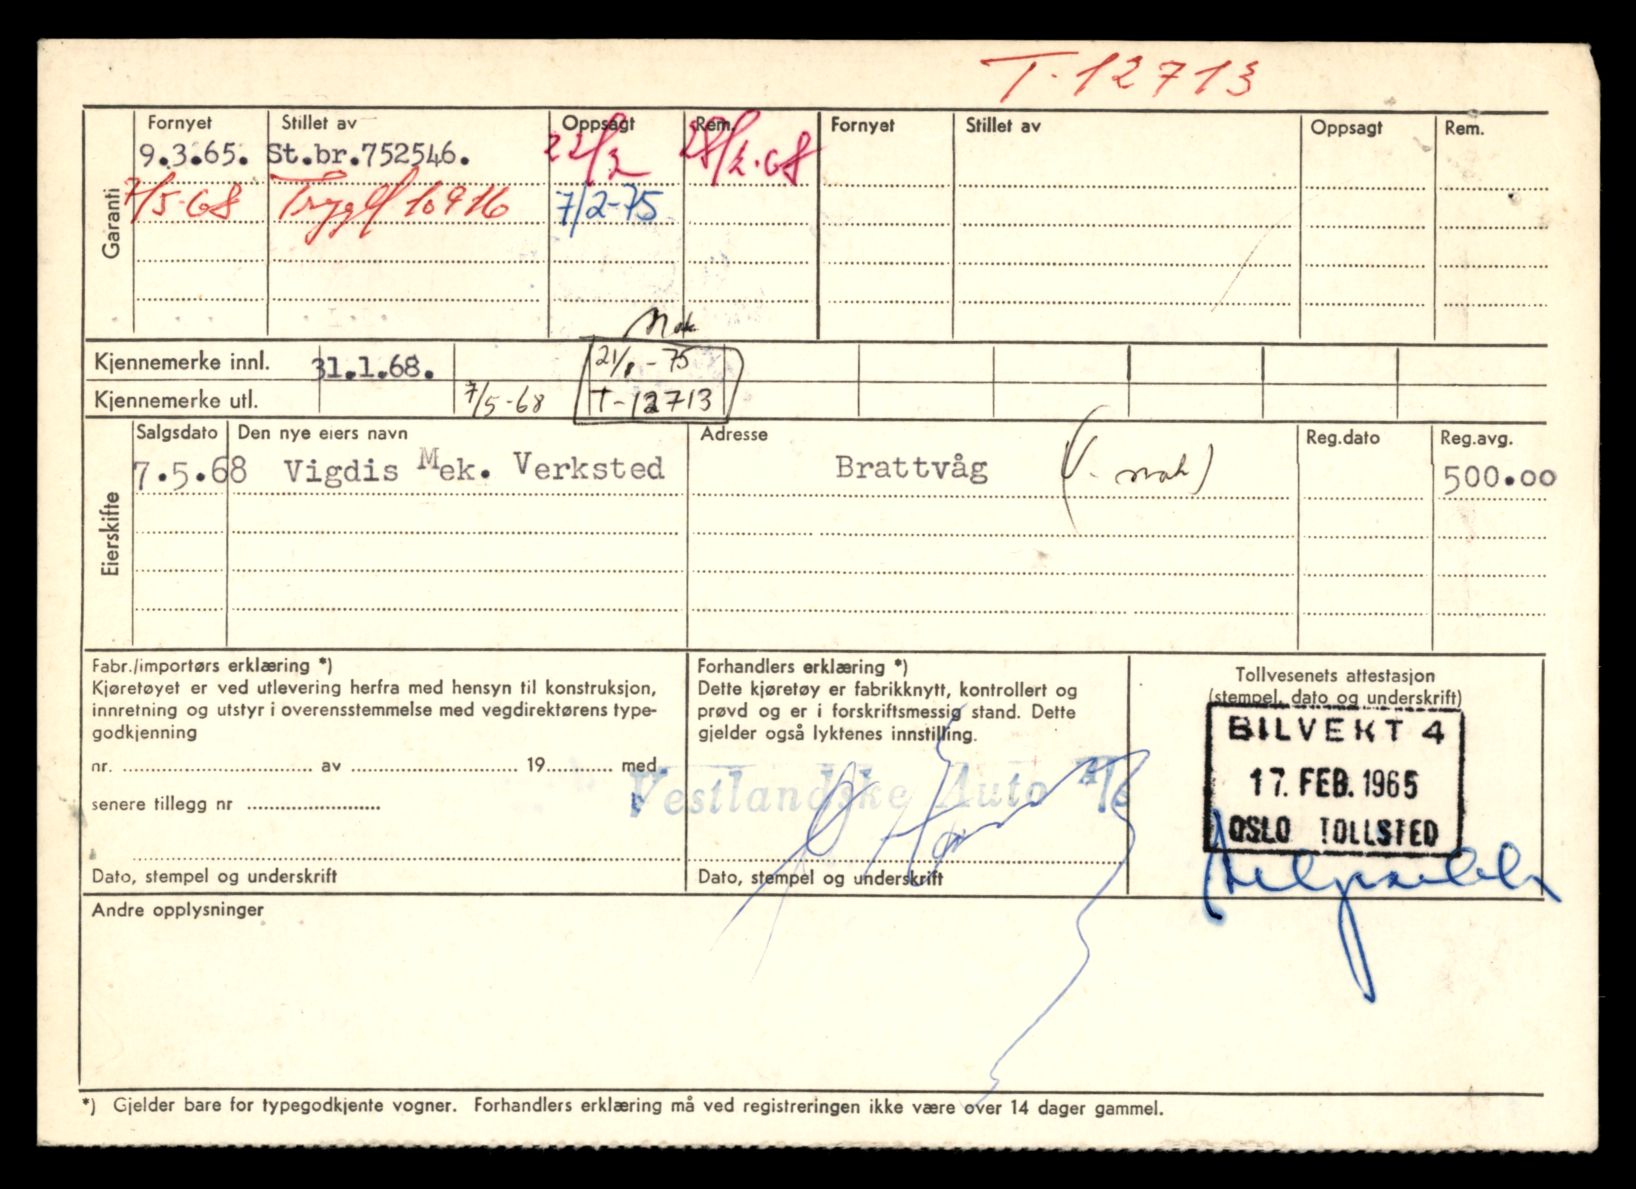 T-12713
Garanti
Fornyet Stillet av Oppsagt Rem. Fornyet Stillet av Oppsagt Rem.
9.3.65. St.br.752546. 22/2 28/2.68
7/5-68 Trygd 10916 7/2-75
Kjennemerke innl. 31.1.68. 21/1-75
Kjennemerke utl. 7/5-68 T-12713
Eierskifte
Salgsdato Den nye eiers navn Adresse Reg.dato Reg.avg.
7.5.68 Vigdis Mek. Verksted Brattvåg 500.00
Fabr./importørs erklæring *)
Kjøretøyet er ved utlevering herfra med hensyn til konstruksjon,
innretning og utstyr i overensstemmelse med vegdirektørens type-
godkjenning
nr. av 19 med
senere tillegg nr
Dato, stempel og underskrift
Forhandlers erklæring *)
Dette kjøretøy er fabrikknytt, kontrollert og
prøvd og er i forskriftsmessig stand. Dette
gjelder også lyktenes innstilling.
Vestlandske Auto A/S
Dato, stempel og underskrift
Tollvesenets attestasjon
(stempel, dato og underskrift)
BILVEKT 4
17. FEB. 1965
OSLO TOLLSTED
Andre opplysninger
*) Gjelder bare for typegodkjente vogner. Forhandlers erklæring må ved registreringen ikke være over 14 dager gammel.